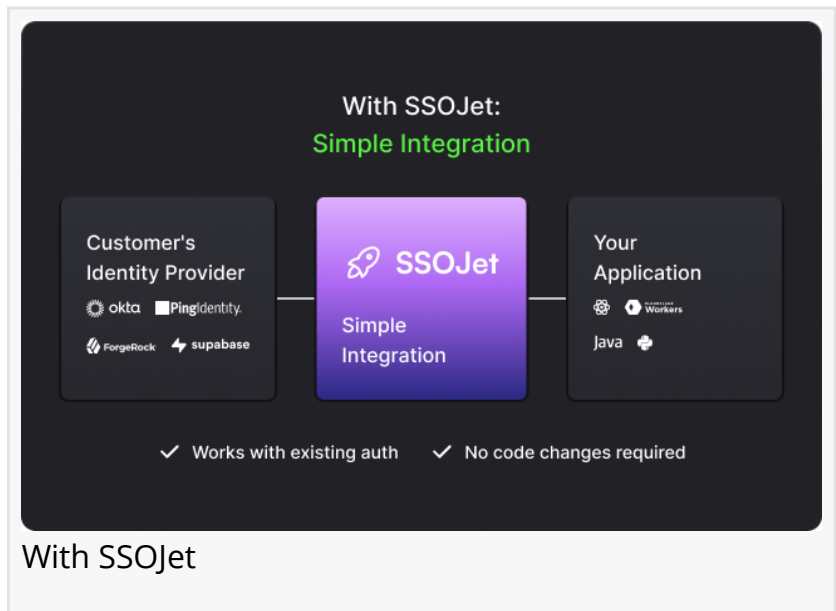 With SSOJet:
Simple Integration
Customer's
Identity Provider
okta PingIdentity.
ForgeRock supabase
SSOJet
Simple
Integration
Your
Application
Workers
Java
Works with existing auth No code changes required
With SSOJet